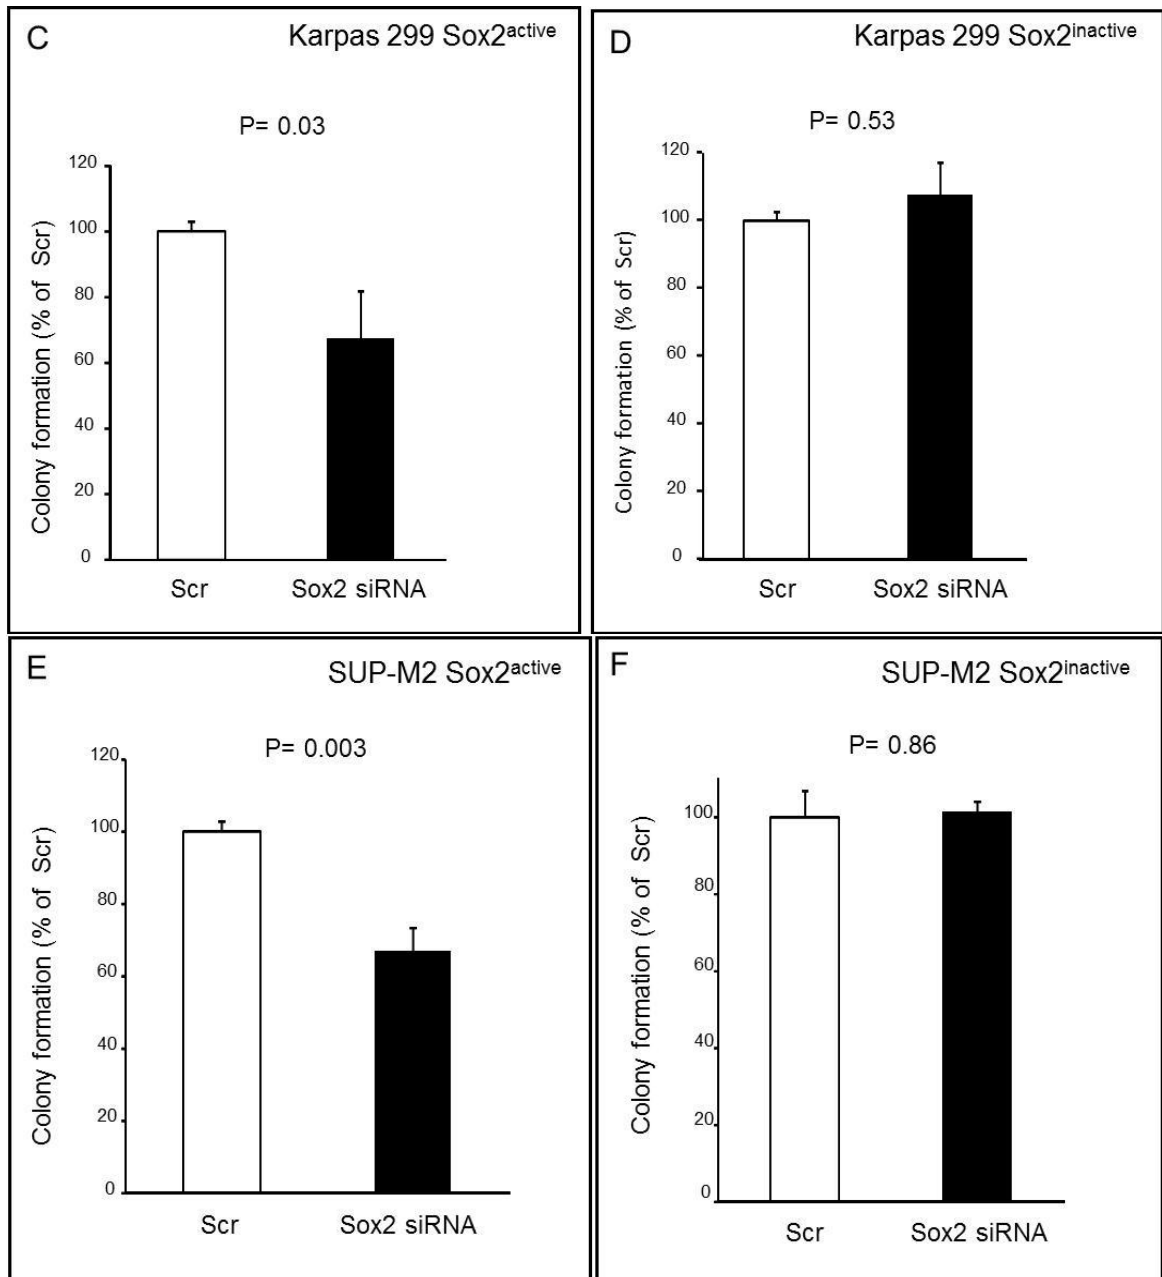 C
Karpas 299 Sox2active
P= 0.03
Colony formation (% of Scr)
120
100
80
60
40
20
0
Scr
Sox2 siRNA
D
Karpas 299 Sox2inactive
P= 0.53
Colony formation (% of Scr)
120
100
80
60
40
20
0
Scr
Sox2 siRNA
E
SUP-M2 Sox2active
P= 0.003
Colony formation (% of Scr)
120
100
80
60
40
20
0
Scr
Sox2 siRNA
F
SUP-M2 Sox2inactive
P= 0.86
Colony formation (% of Scr)
100
80
60
40
20
0
Scr
Sox2 siRNA